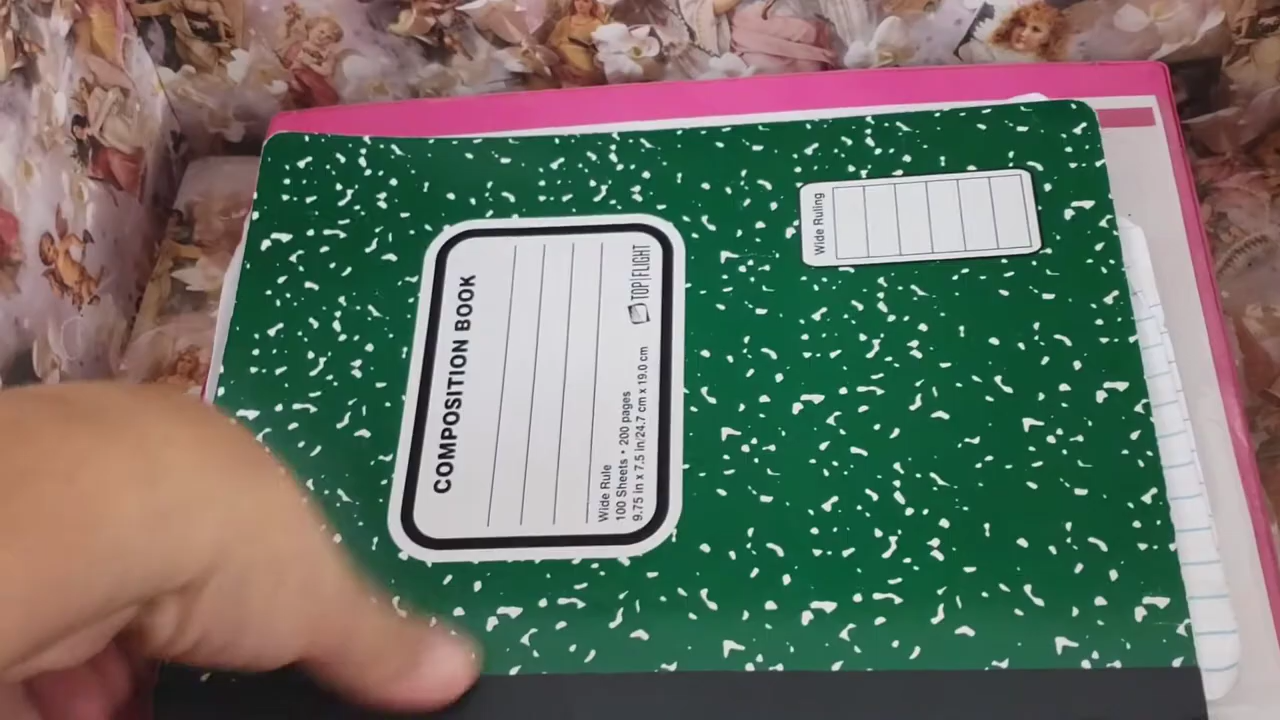 COMPOSITION BOOK
Wide Rule
100 Sheets • 200 pages
9.75 in x 7.5 in/24.7 cm x 19.0 cm
TOP|FLIGHT
Wide Ruling